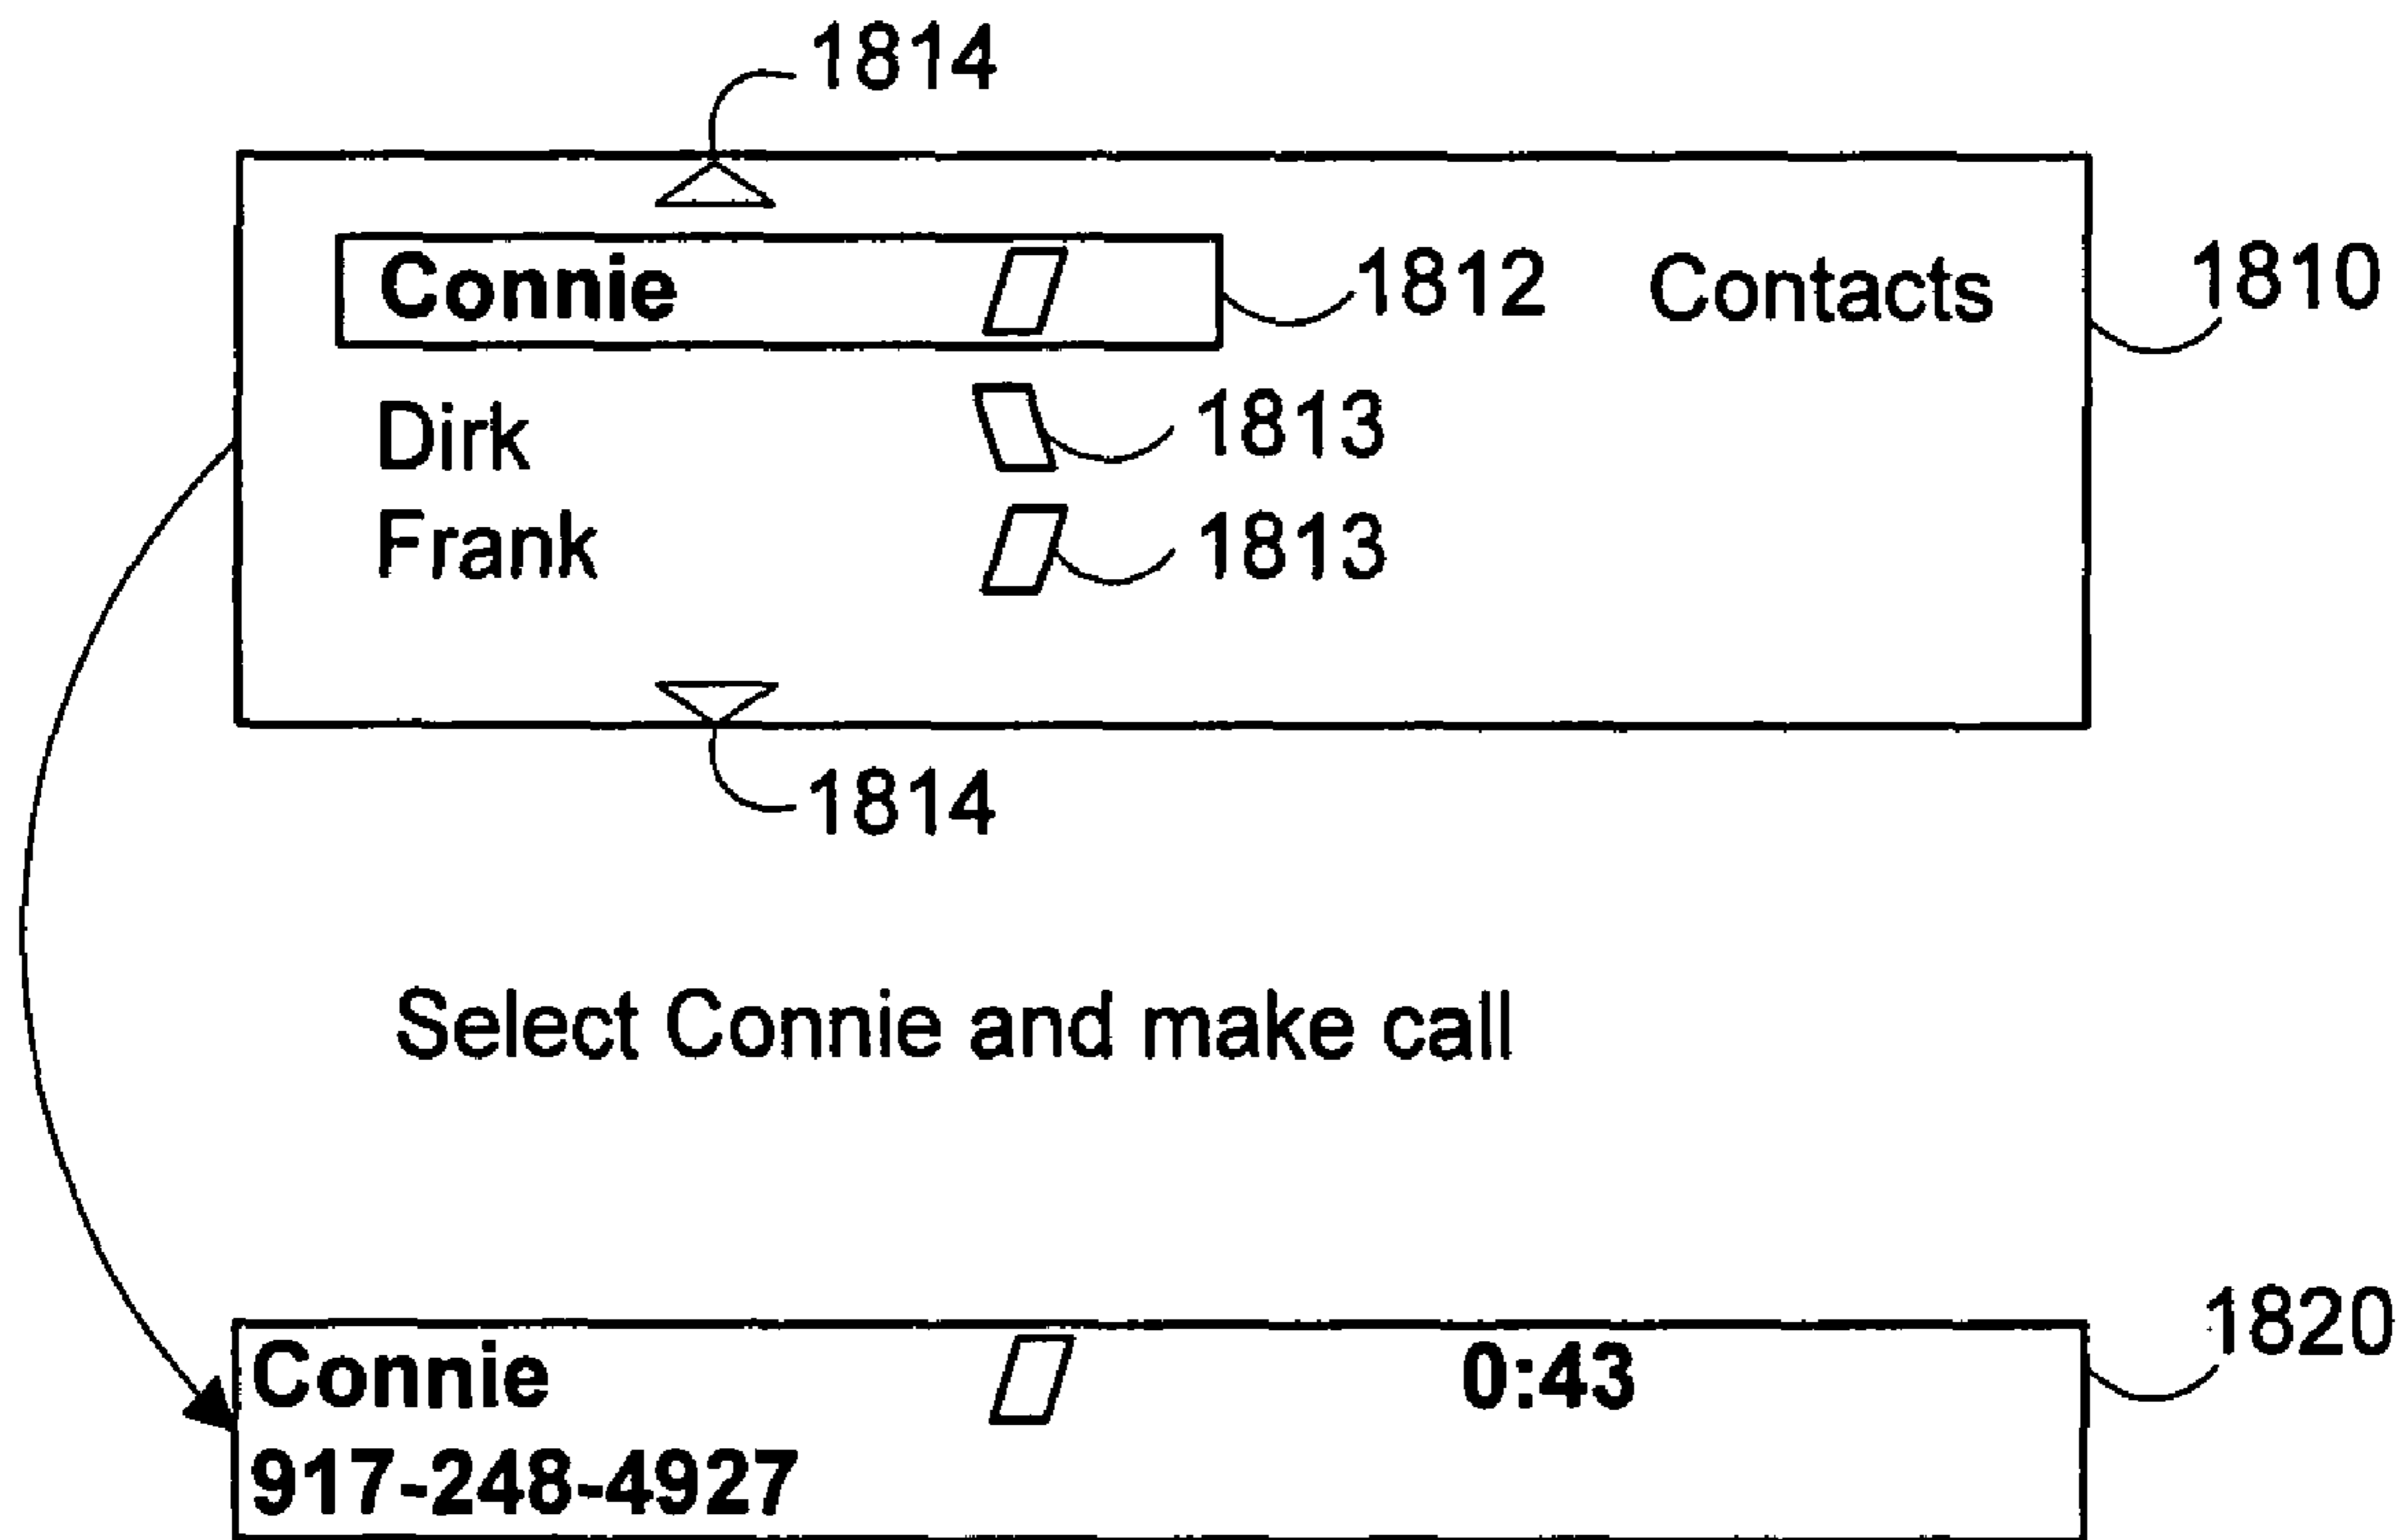 1814
Connie 1812 Contacts 1810
Dirk 1813
Frank 1813
1814
Select Connie and make call
1820
Connie 0:43
917-248-4927